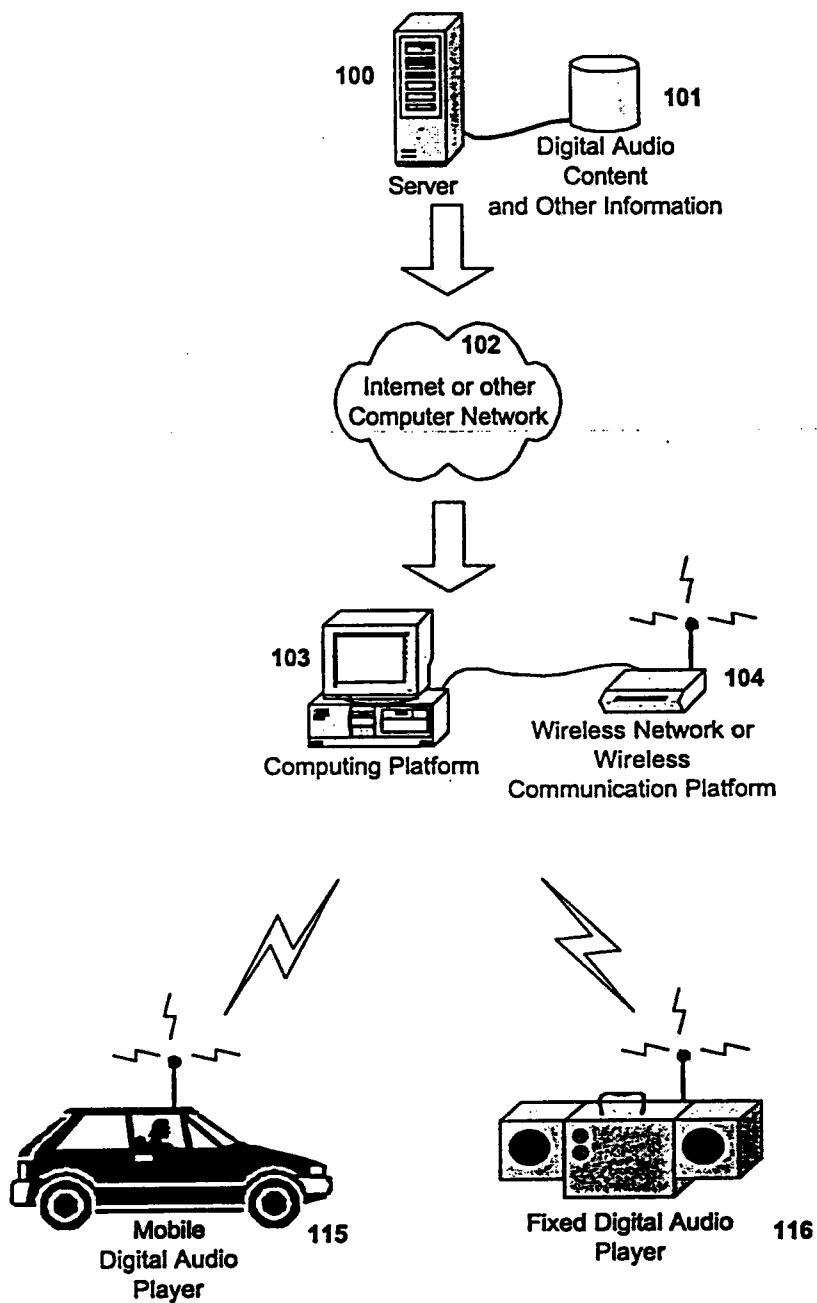 100
101
Server
Digital Audio
Content
and Other Information
102
Internet or other
Computer Network
103
104
Computing Platform
Wireless Network or
Wireless
Communication Platform
Mobile
Digital Audio
Player
115
Fixed Digital Audio
Player
116